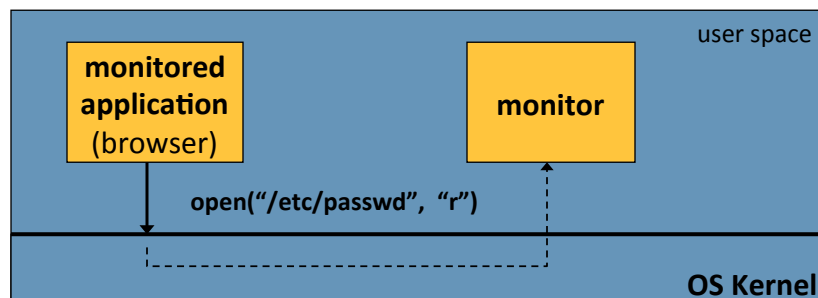 user space
monitored
application
(browser)
monitor
open(“/etc/passwd”, “r”)
OS Kernel